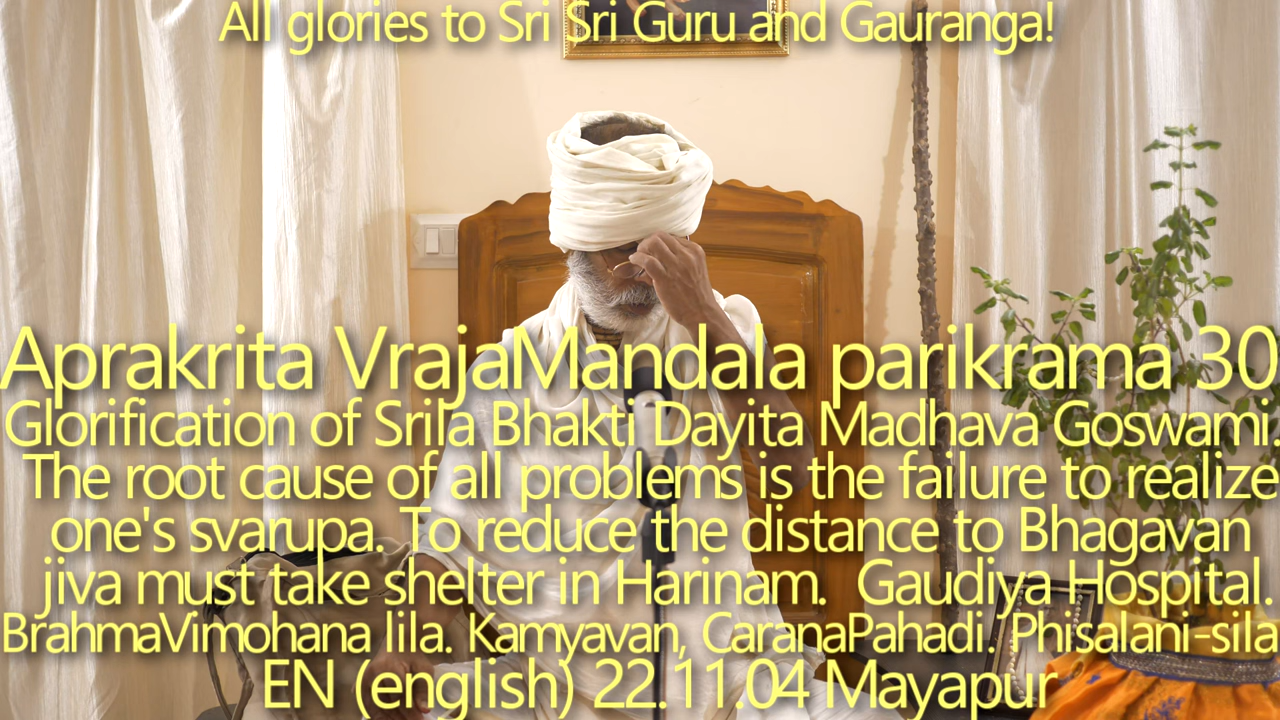 All glories to Sri Sri Guru and Gauranga!
Aprakrita VrajaMandala parikrama 30
Glorification of Srila Bhakti Dayita Madhava Goswami.
The root cause of all problems is the failure to realize
one's svarupa. To reduce the distance to Bhagavan
jiva must take shelter in Harinam. Gaudiya Hospital.
BrahmaVimohana lila. Kamyavan, CaranaPahadi. Phisalani-sila
EN (english) 22.11.04 Mayapur